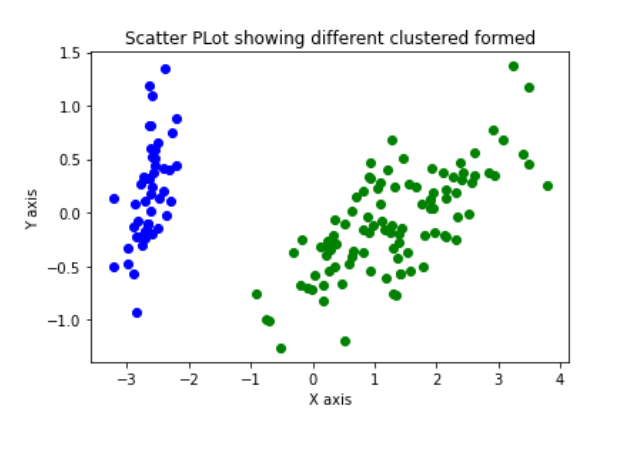 Scatter PLot showing different clustered formed
1.5
1.0
0.5
0.0
−0.5
−1.0
Y axis
−3 −2 −1 0 1 2 3 4
X axis